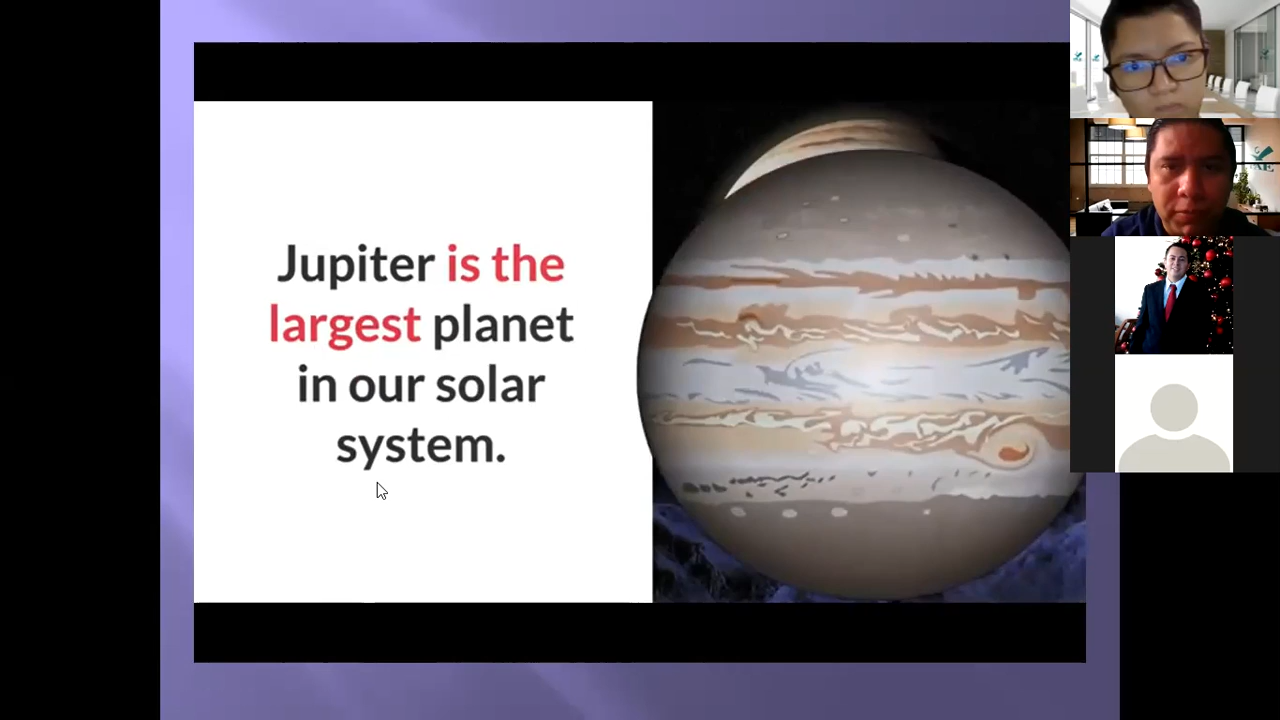 Jupiter is the
largest planet
in our solar
system.